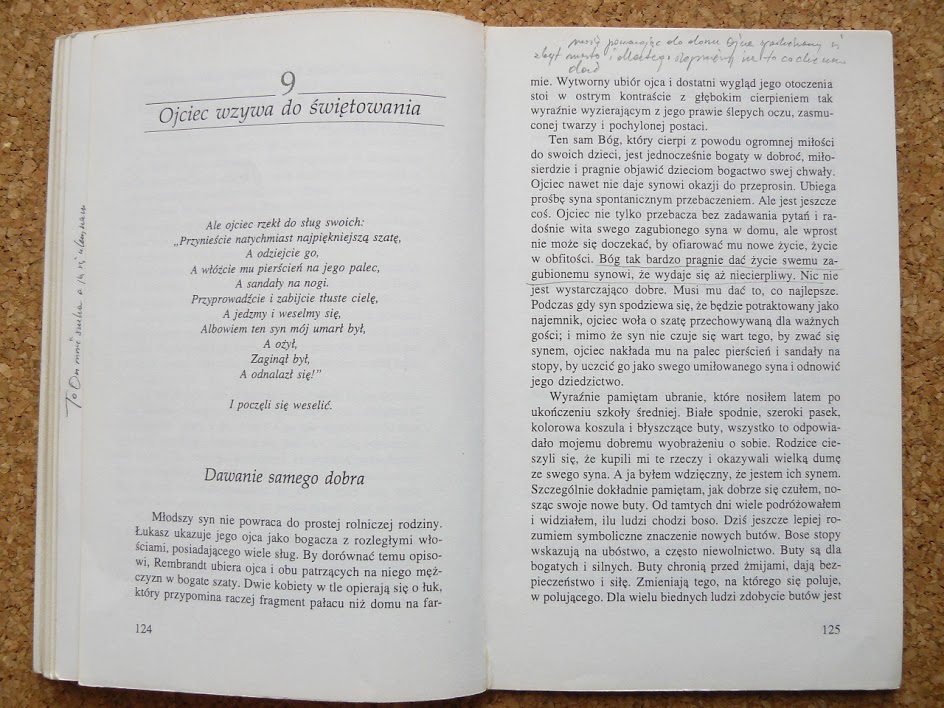 9
Ojciec wzywa do świętowania
Ale ojciec rzekł do sług swoich:
„Przynieście natychmiast najpiękniejszą szatę,
A odziejcie go,
A włóżcie mu pierścień na jego palec,
A sandały na nogi.
Przyprowadźcie i zabijcie tłuste cielę,
A jedzmy i weselmy się,
Albowiem ten syn mój umarł był,
A ożył,
Zaginął był,
A odnalazł się!”
I poczęli się weselić.
Dawanie samego dobra
Młodszy syn nie powraca do prostej rolniczej rodziny.
Łukasz ukazuje jego ojca jako bogacza z rozległymi wło-
ściami, posiadającego wiele sług. By dorównać temu opiso-
wi, Rembrandt ubiera ojca i obu patrzących na niego męż-
czyzn w bogate szaty. Dwie kobiety w tle opierają się o łuk,
który przypomina raczej fragment pałacu niż domu na far-
124
To On mnie szuka a ja się
do domu Ojca
zbyt i dlatego to co chce mu
dać
mie. Wytworny ubiór ojca i dostatni wygląd jego otoczenia
stoi w ostrym kontraście z głębokim cierpieniem tak
wyraźnie wyzierającym z jego prawie ślepych oczu, zasmu-
conej twarzy i pochylonej postaci.
Ten sam Bóg, który cierpi z powodu ogromnej miłości
do swoich dzieci, jest jednocześnie bogaty w dobroć, miło-
sierdzie i pragnie objawić dzieciom bogactwo swej chwały.
Ojciec nawet nie daje synowi okazji do przeprosin. Ubiega
prośbę syna spontanicznym przebaczeniem. Ale jest jeszcze
coś. Ojciec nie tylko przebacza bez zadawania pytań i ra-
dośnie wita swego zagubionego syna w domu, ale wprost
nie może się doczekać, by ofiarować mu nowe życie, życie
w obfitości. Bóg tak bardzo pragnie dać życie swemu za-
gubionemu synowi, że wydaje się aż niecierpliwy. Nic nie
jest wystarczająco dobre. Musi mu dać to, co najlepsze.
Podczas gdy syn spodziewa się, że będzie potraktowany jako
najemnik, ojciec woła o szatę przechowywaną dla ważnych
gości; i mimo że syn nie czuje się wart tego, by zwać się
synem, ojciec nakłada mu na palec pierścień i sandały na
stopy, by uczcić go jako swego umiłowanego syna i odnowić
jego dziedzictwo.
Wyraźnie pamiętam ubranie, które nosiłem latem po
ukończeniu szkoły średniej. Białe spodnie, szeroki pasek,
kolorowa koszula i błyszczące buty, wszystko to odpowia-
dało mojemu dobremu wyobrażeniu o sobie. Rodzice cie-
szyli się, że kupili mi te rzeczy i okazywali wielką dumę
ze swego syna. A ja byłem wdzięczny, że jestem ich synem.
Szczególnie dokładnie pamiętam, jak dobrze się czułem, no-
sząc swoje nowe buty. Od tamtych dni wiele podróżowałem
i widziałem, ilu ludzi chodzi boso. Dziś jeszcze lepiej ro-
zumiem symboliczne znaczenie nowych butów. Bose stopy
wskazują na ubóstwo, a często niewolnictwo. Buty są dla
bogatych i silnych. Buty chronią przed żmijami, dają bez-
pieczeństwo i siłę. Zmieniają tego, na którego się poluje,
w polującego. Dla wielu biednych ludzi zdobycie butów jest
125